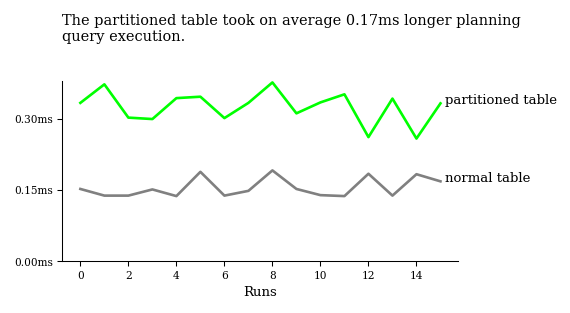 The partitioned table took on average 0.17ms longer planning
query execution.
partitioned table
0.30ms
normal table
0.15ms
0.00ms
0 2 4 6 8 10 12 14
Runs